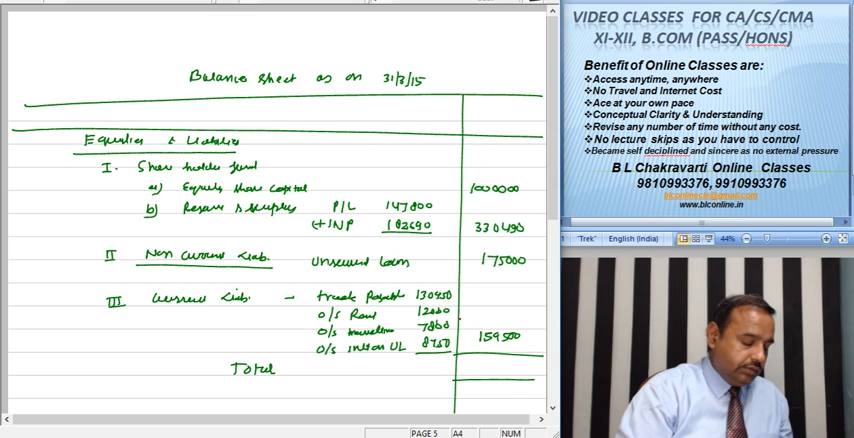 Balance Sheet as on 31/3/15
Equities & Liabilities
I. Share holder fund
a) Equity Share Capital 1000000
b) Reserve & Surplus P/L 147800
(+) NP 182690 330490
II Non Current Liab. Unsecured Loan 175000
III Current Liab. - Trade Payable 130450
O/S Rent 12000
O/S travelling 7800 159500
O/S Int on UL 8750
Total
PAGE 5 A4 NUM
VIDEO CLASSES FOR CA/CS/CMA
XI-XII, B.COM (PASS/HONS)
Benefit of Online Classes are:
Access anytime, anywhere
No Travel and Internet Cost
Ace at your own pace
Conceptual Clarity & Understanding
Revise any number of time without any cost.
No lecture skips as you have to control
Became self deciplined and sincere as no external pressure
B L Chakravarti Online Classes
9810993376, 9910993376
blconlinech@gmail.com
www.blconline.in
"Trek" English (India) 44%